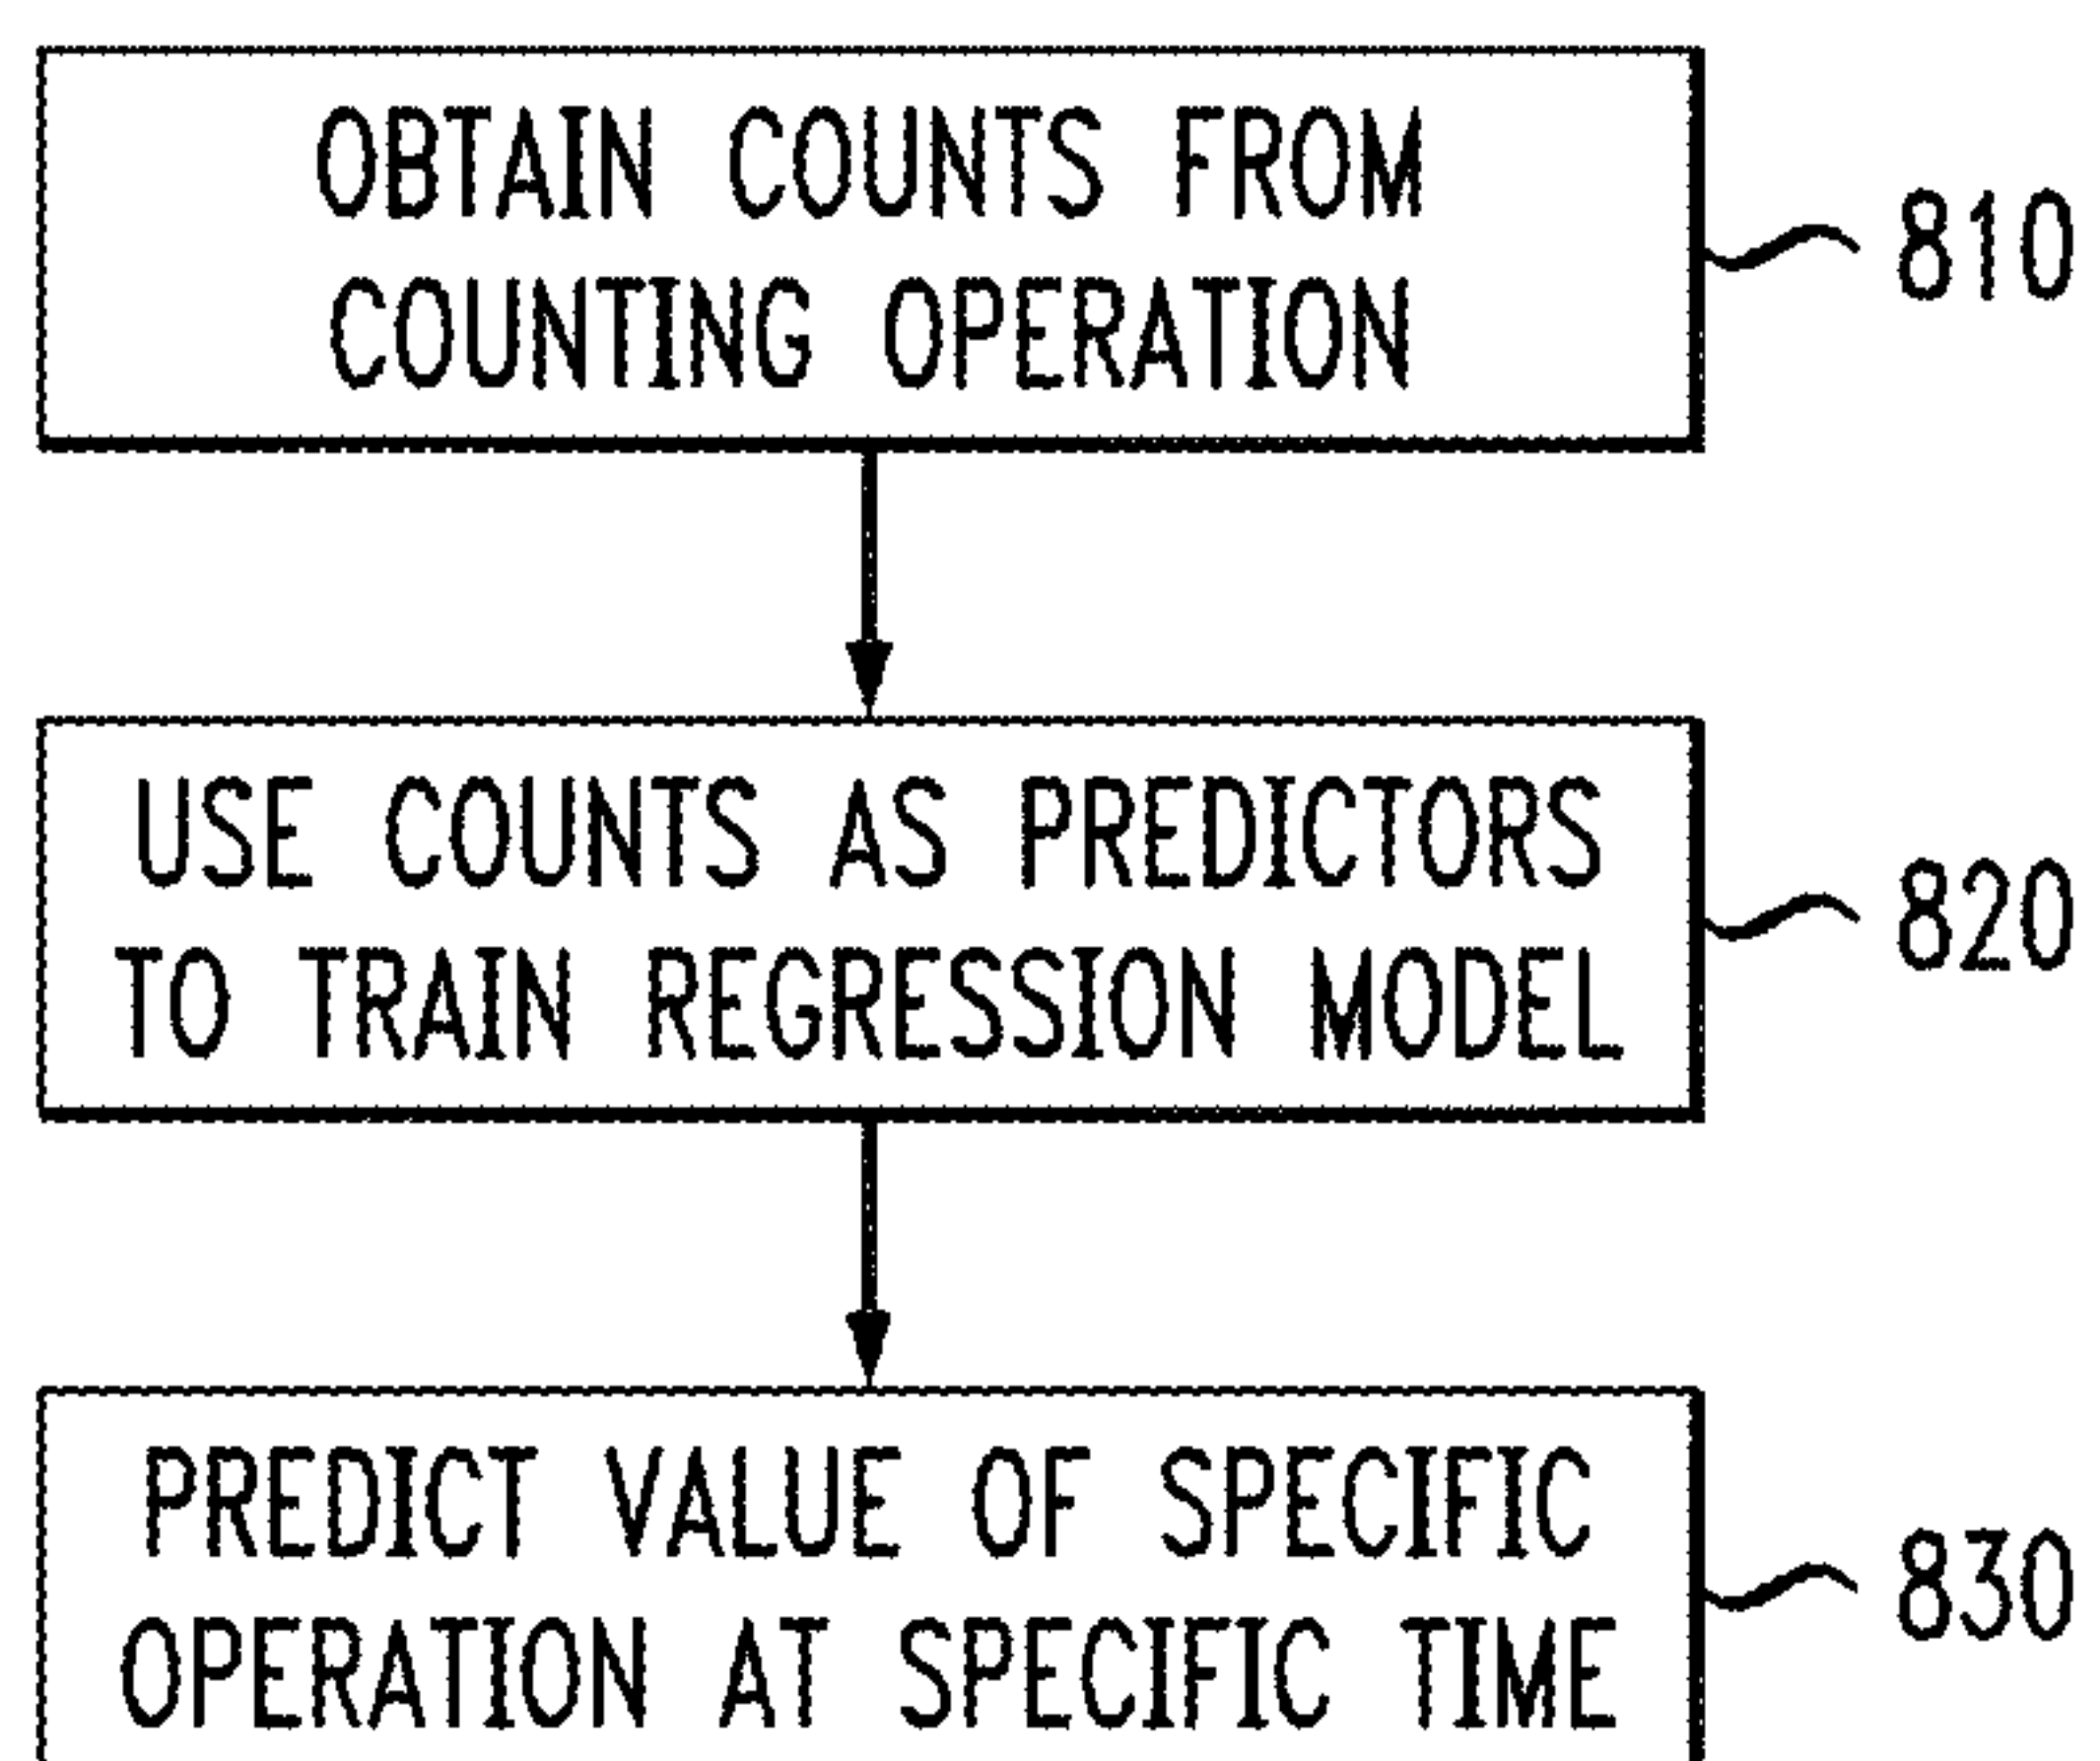 OBTAIN COUNTS FROM
COUNTING OPERATION
810
USE COUNTS AS PREDICTORS
TO TRAIN REGRESSION MODEL
820
PREDICT VALUE OF SPECIFIC
OPERATION AT SPECIFIC TIME
830